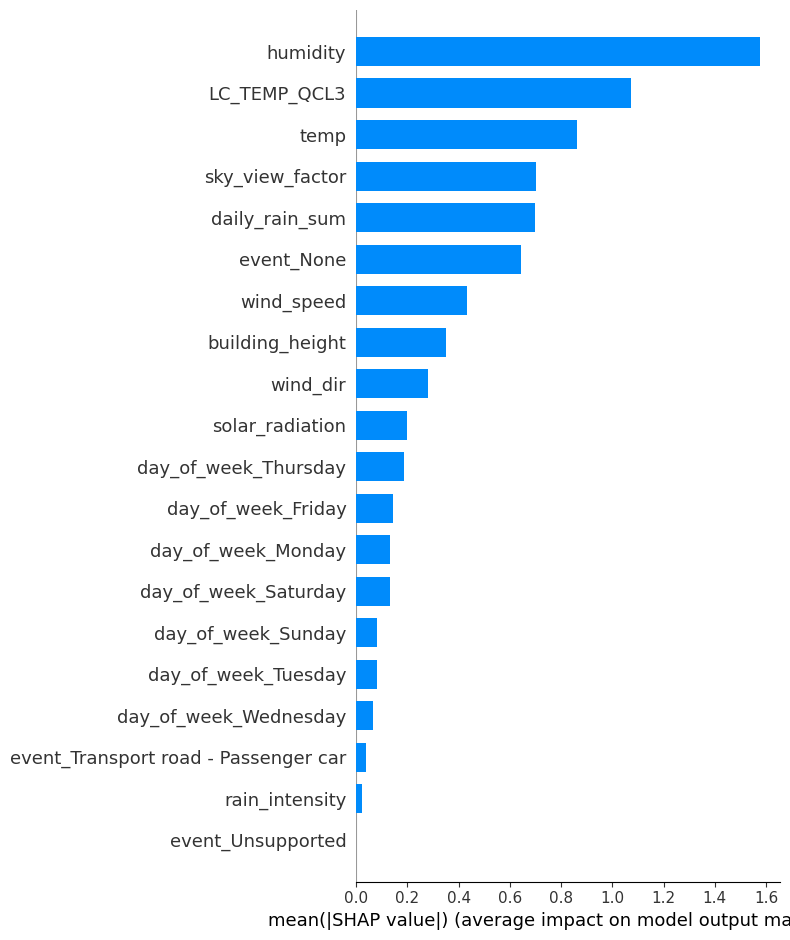 humidity
LC_TEMP_QCL3
temp
sky_view_factor
daily_rain_sum
event_None
wind_speed
building_height
wind_dir
solar_radiation
day_of_week_Thursday
day_of_week_Friday
day_of_week_Monday
day_of_week_Saturday
day_of_week_Sunday
day_of_week_Tuesday
day_of_week_Wednesday
event_Transport road - Passenger car
rain_intensity
event_Unsupported
0.0 0.2 0.4 0.6 0.8 1.0 1.2 1.4 1.6
mean(|SHAP value|) (average impact on model output ma